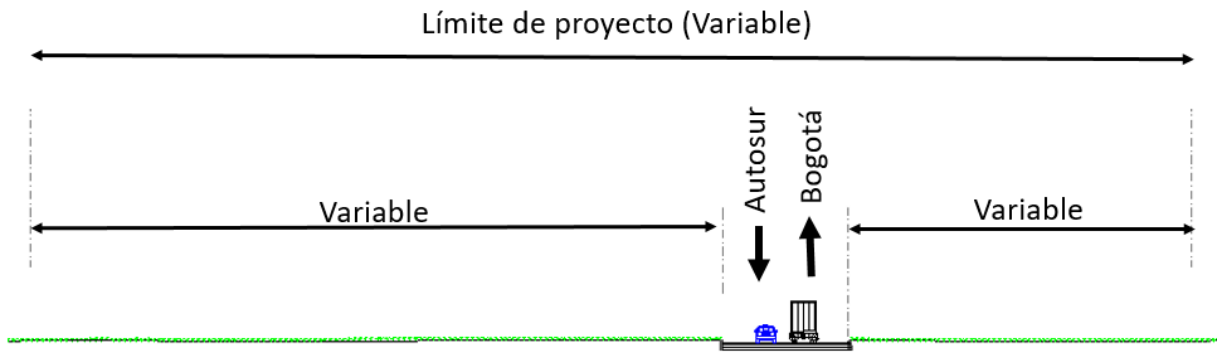 Límite de proyecto (Variable)
Autosur
Bogotá
Variable
Variable